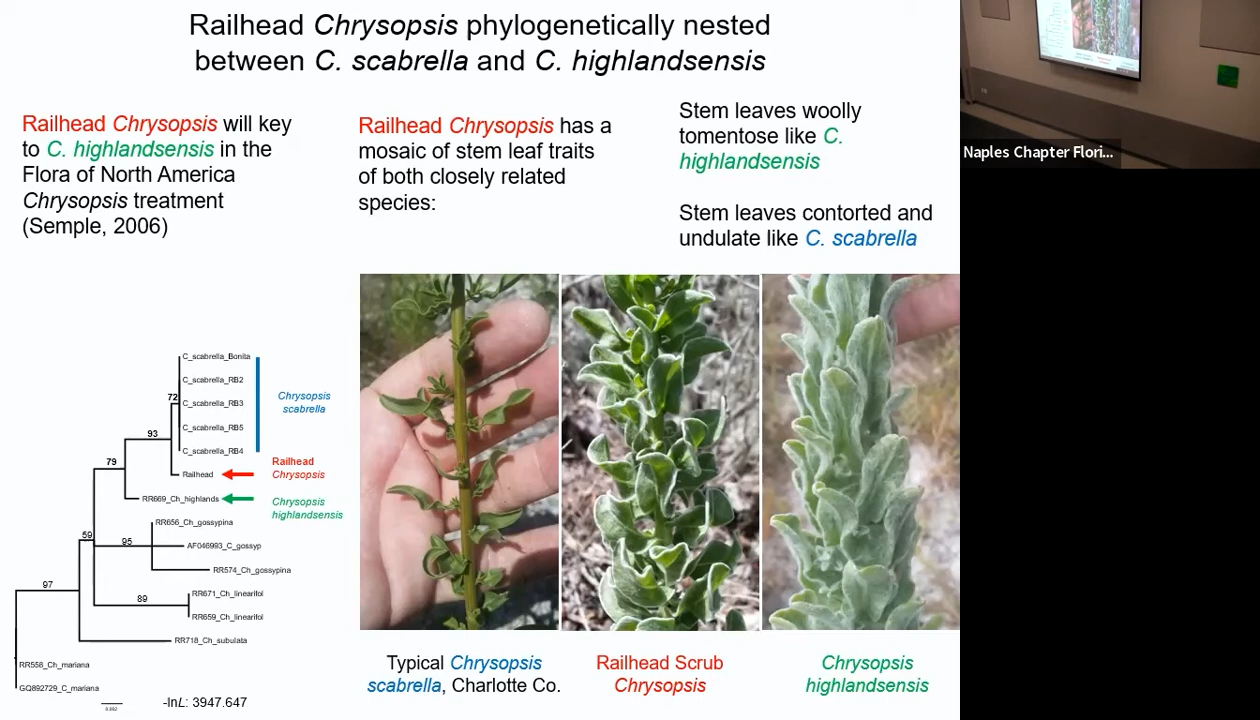 Railhead Chrysopsis phylogenetically nested
between C. scabrella and C. highlandsensis
Railhead Chrysopsis will key
to C. highlandsensis in the
Flora of North America
Chrysopsis treatment
(Semple, 2006)
Railhead Chrysopsis has a
mosaic of stem leaf traits
of both closely related
species:
Stem leaves woolly
tomentose like C.
highlandsensis
Stem leaves contorted and
undulate like C. scabrella
Naples Chapter Flori...
C_scabrella_Bonita
C_scabrella_RB2
72
C_scabrella_RB3
C_scabrella_RB5
C_scabrella_RB4
Chrysopsis
scabrella
93
79
Railhead
Railhead
Chrysopsis
RR669_Ch_highlands
Chrysopsis
highlandsensis
RR656_Ch_gossypina
59
95
AF046993_C_gossyp
RR574_Ch_gossypina
97
89
RR671_Ch_linearifol
RR659_Ch_linearifol
RR718_Ch_subulata
RR558_Ch_mariana
GQ892729_C_mariana
0.002
-lnL: 3947.647
Typical Chrysopsis
scabrella, Charlotte Co.
Railhead Scrub
Chrysopsis
Chrysopsis
highlandsensis